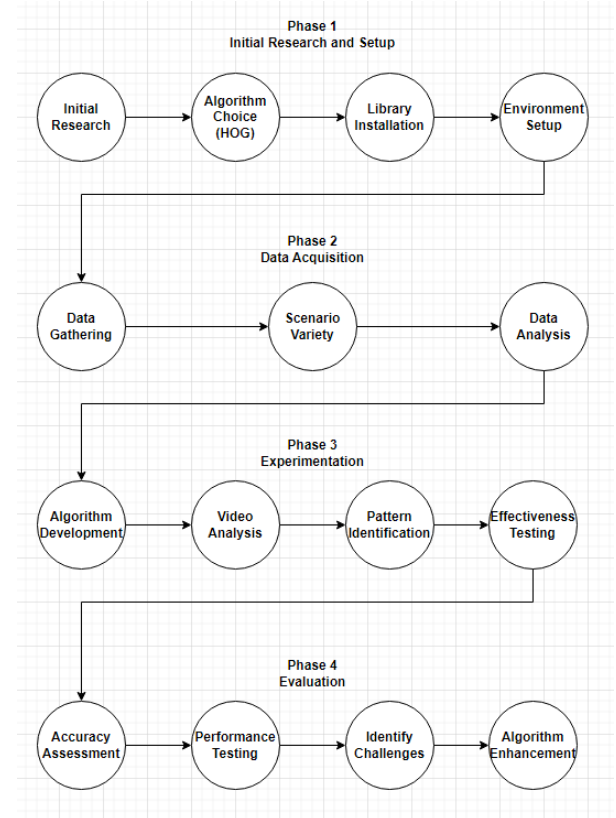 Phase 1
Initial Research and Setup
Initial
Research
Algorithm
Choice
(HOG)
Library
Installation
Environment
Setup
Phase 2
Data Acquisition
Data
Gathering
Scenario
Variety
Data
Analysis
Phase 3
Experimentation
Algorithm
Development
Video
Analysis
Pattern
Identification
Effectiveness
Testing
Phase 4
Evaluation
Accuracy
Assessment
Performance
Testing
Identify
Challenges
Algorithm
Enhancement